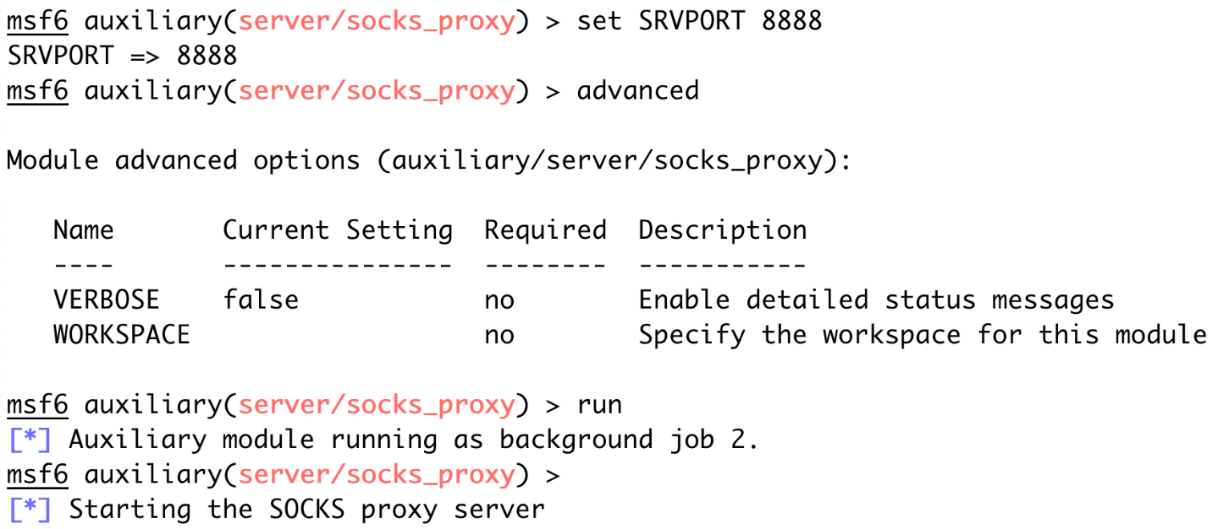 msf6 auxiliary(server/socks_proxy) > set SRVPORT 8888
SRVPORT => 8888
msf6 auxiliary(server/socks_proxy) > advanced
Module advanced options (auxiliary/server/socks_proxy):
Name Current Setting Required Description
---- --------------- -------- -----------
VERBOSE false no Enable detailed status messages
WORKSPACE no Specify the workspace for this module
msf6 auxiliary(server/socks_proxy) > run
[*] Auxiliary module running as background job 2.
msf6 auxiliary(server/socks_proxy) >
[*] Starting the SOCKS proxy server